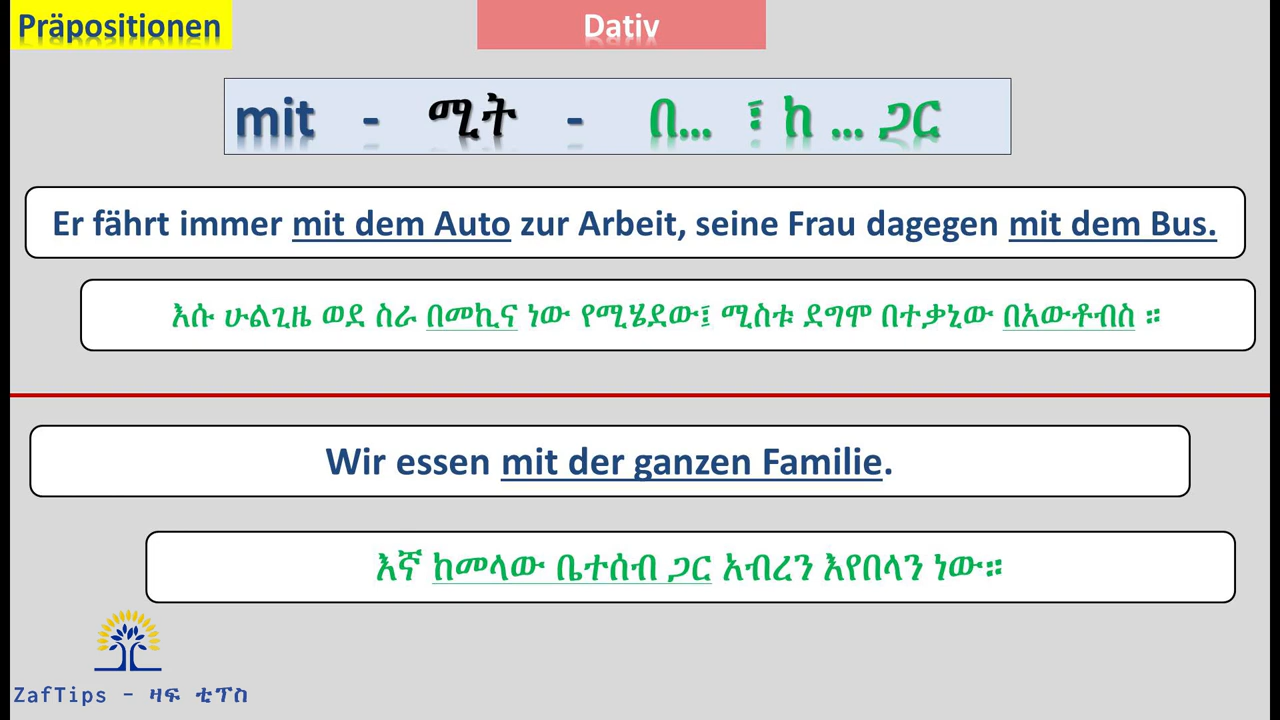 Präpositionen
Dativ
mit - ሚት - በ... ፣ ከ ... ጋር
Er fährt immer mit dem Auto zur Arbeit, seine Frau dagegen mit dem Bus.
እሱ ሁልጊዜ ወደ ስራ በመኪና ነው የሚሄደው፤ ሚስቱ ደግሞ በተቃኒው በአውቶብስ ።
Wir essen mit der ganzen Familie.
እኛ ከመላው ቤተሰብ ጋር አብረን እየበላን ነው።
ZafTips - ዛፍ ቲፕስ